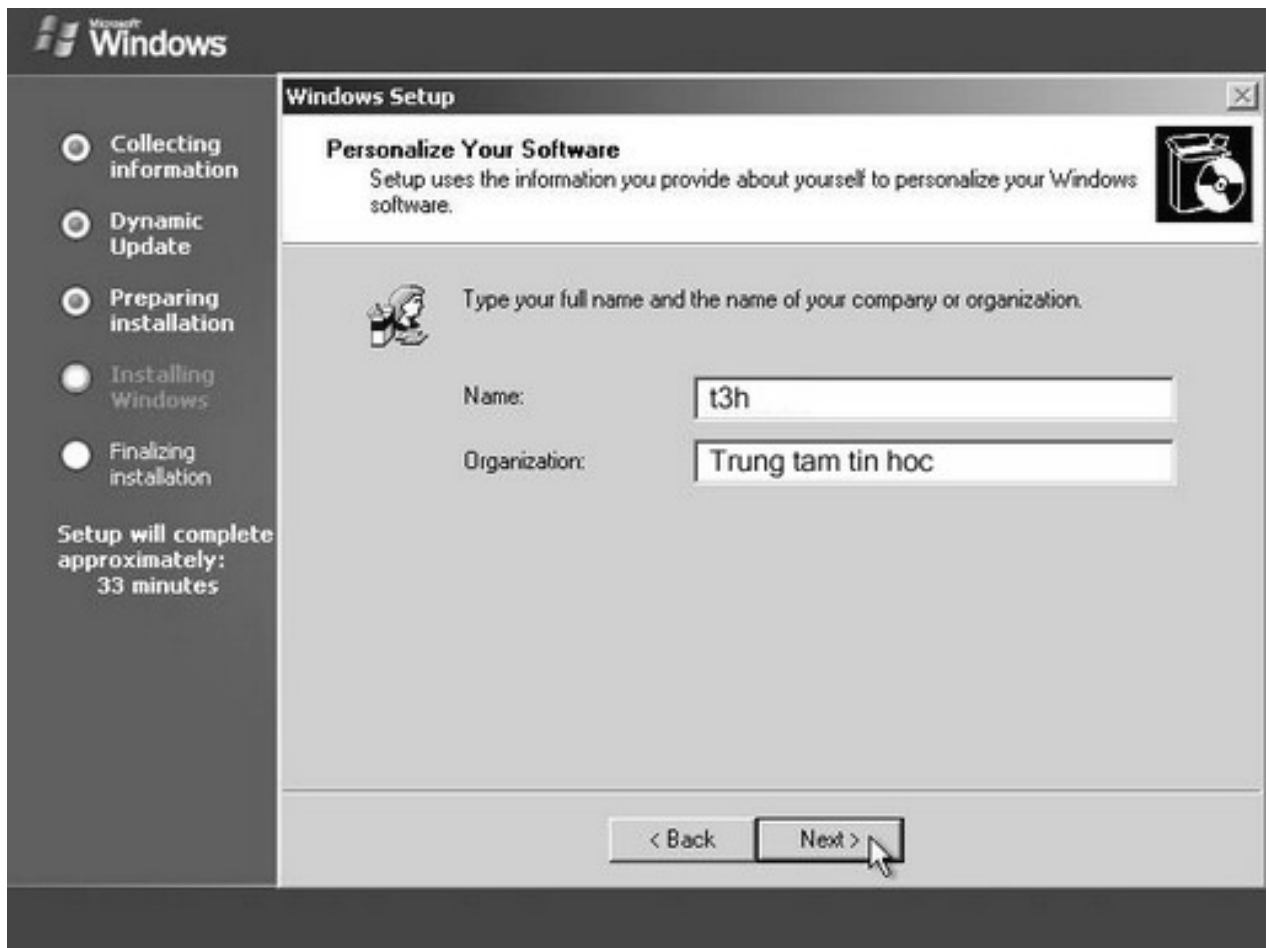 Microsoft
Windows
Collecting
information
Dynamic
Update
Preparing
installation
Installing
Windows
Finalizing
installation
Setup will complete
approximately:
33 minutes
Windows Setup
Personalize Your Software
Setup uses the information you provide about yourself to personalize your Windows
software.
Type your full name and the name of your company or organization.
Name: t3h
Organization: Trung tam tin hoc
< Back Next >